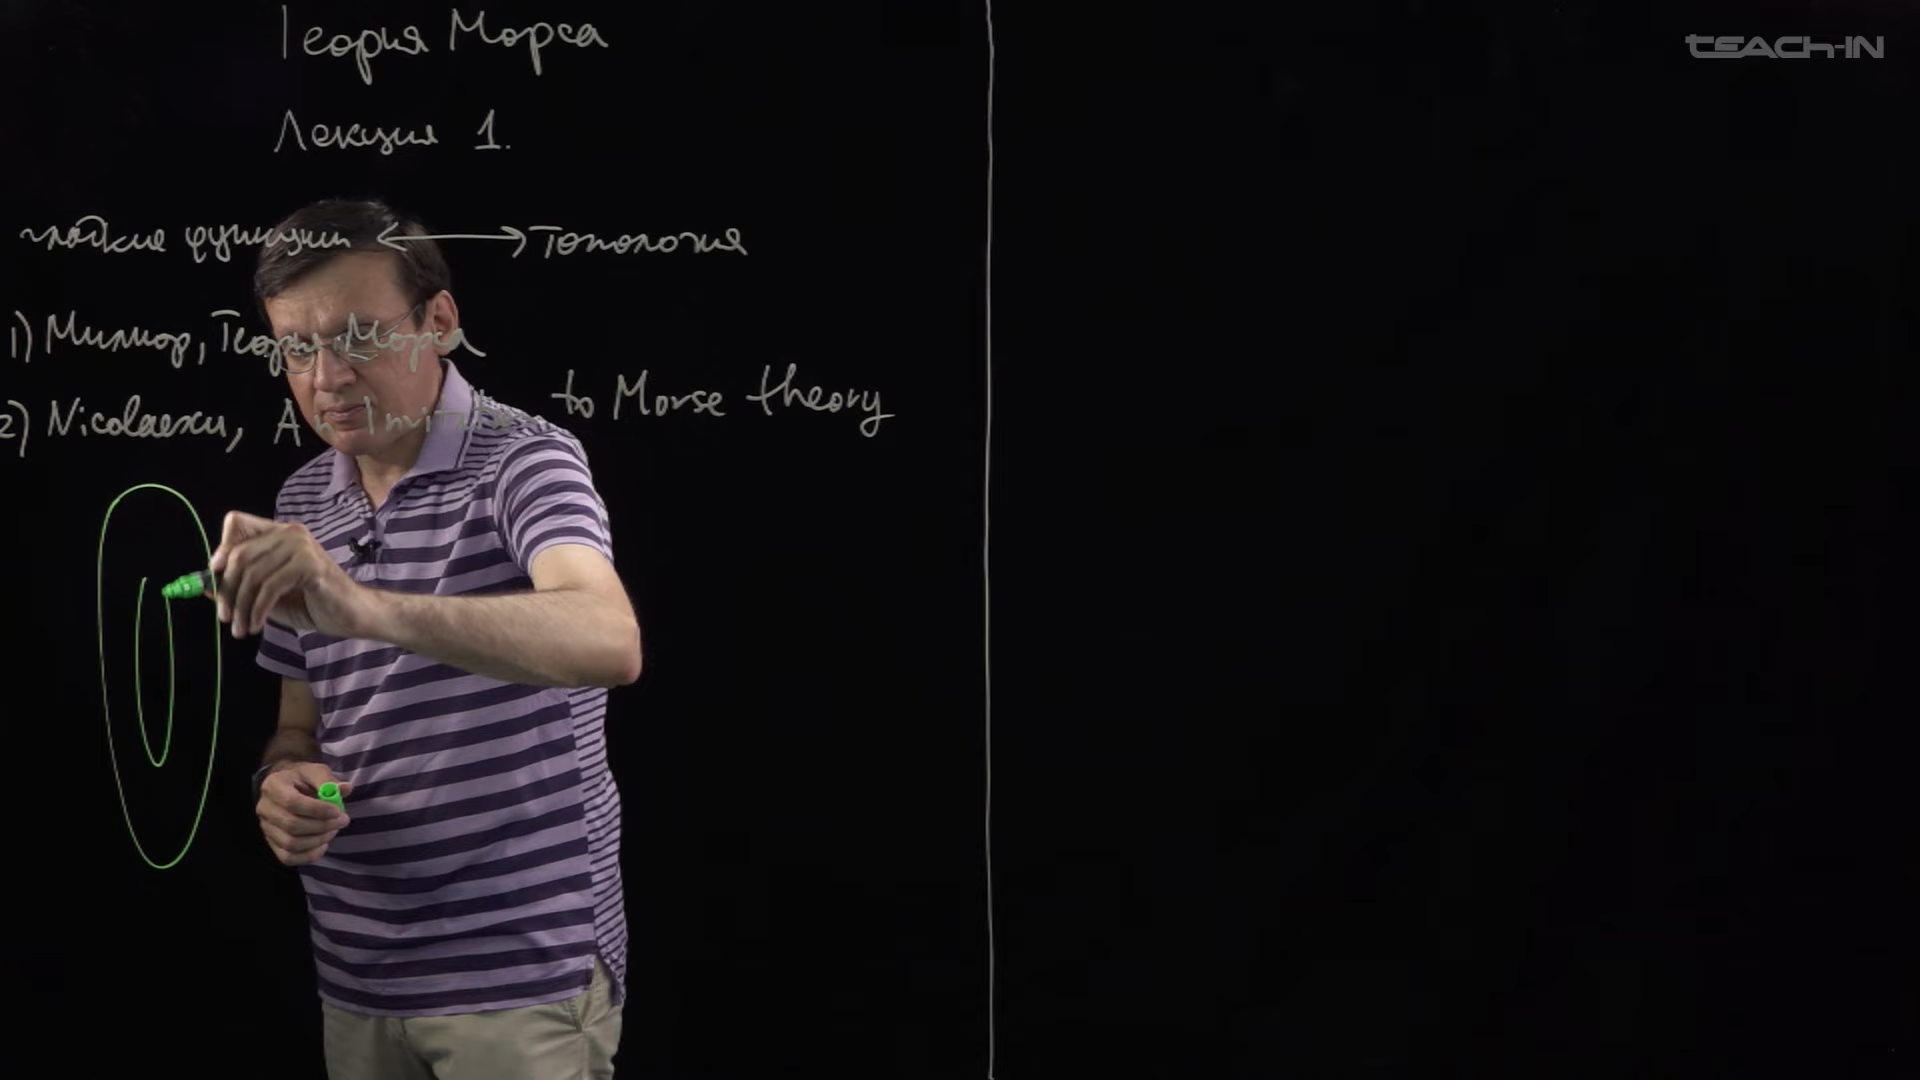 Теория Морса
TEACH-IN
Лекция 1.
гладкие функции ⟷ Топология
1) Милнор, Теория Морса
2) Nicolaescu, An Invitation to Morse theory